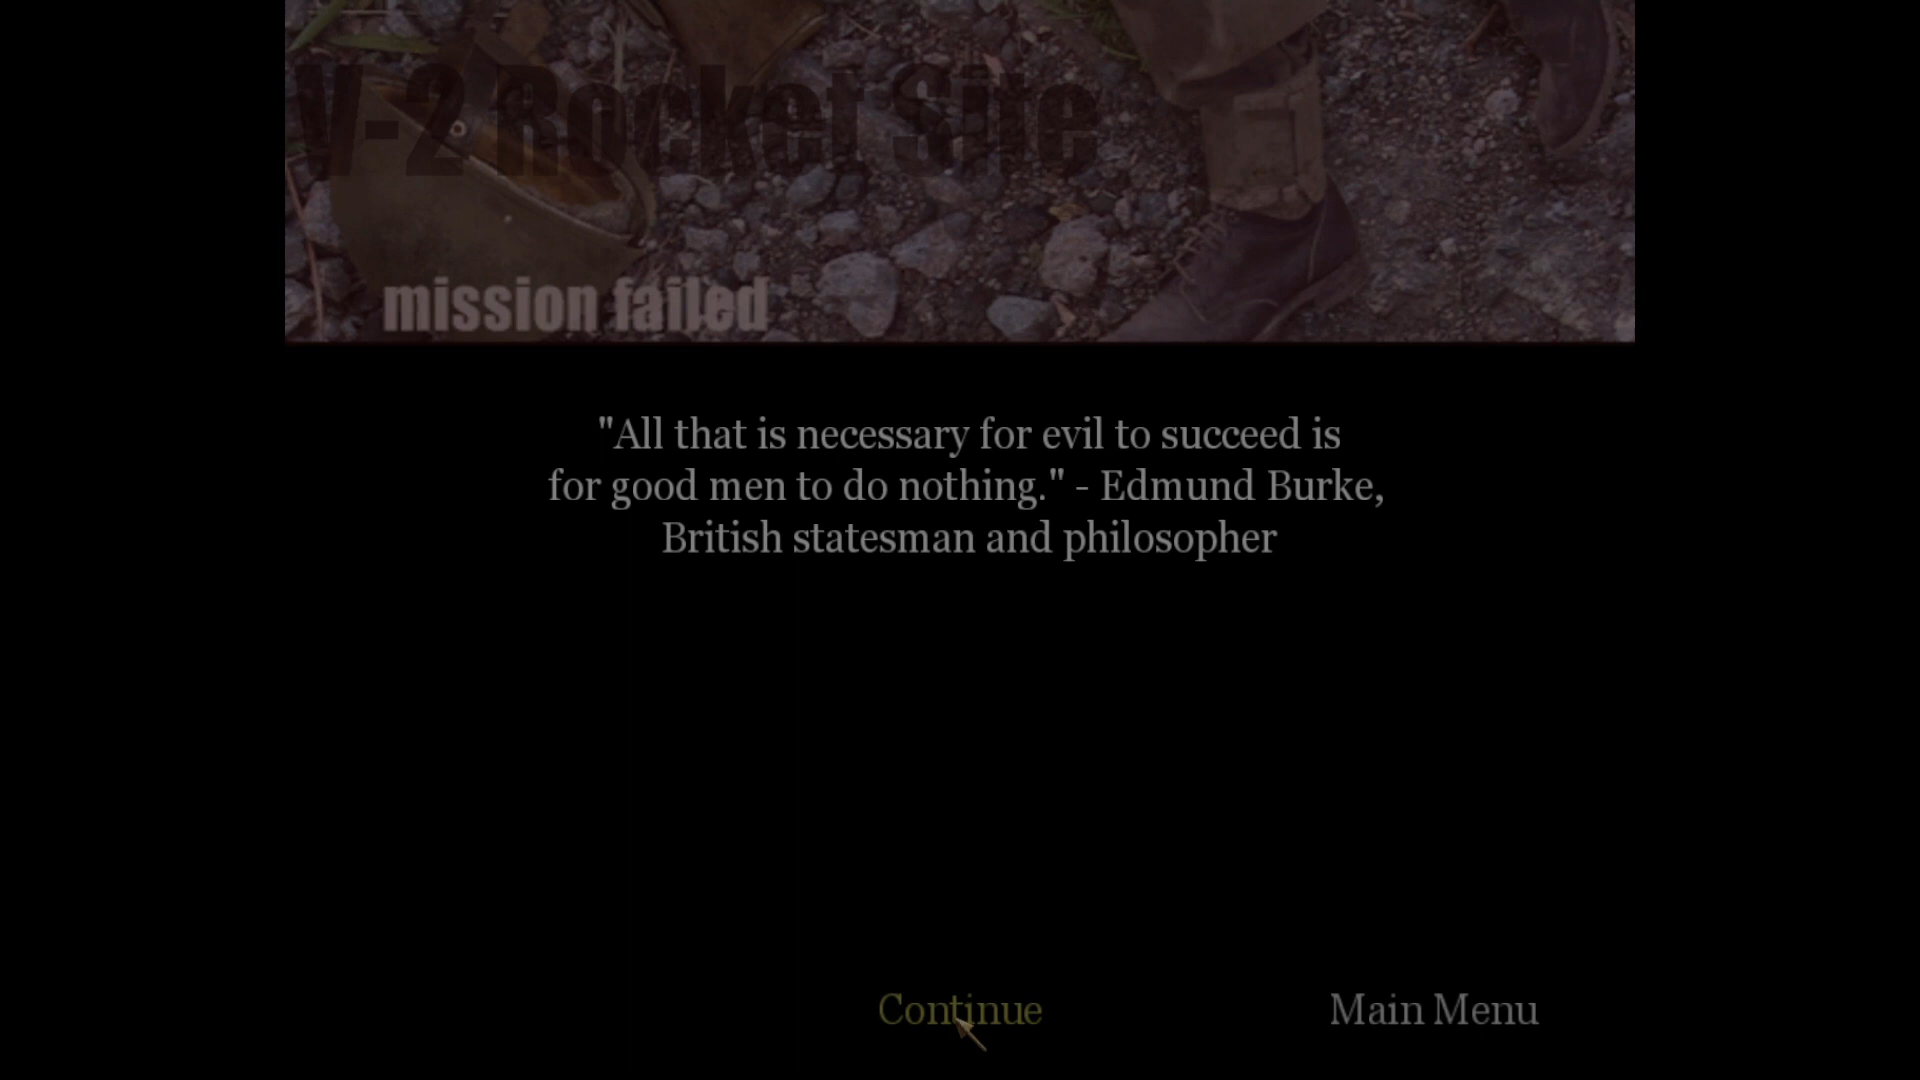 V-2 Rocket Site
mission failed
"All that is necessary for evil to succeed is
for good men to do nothing." - Edmund Burke,
British statesman and philosopher
Continue
Main Menu